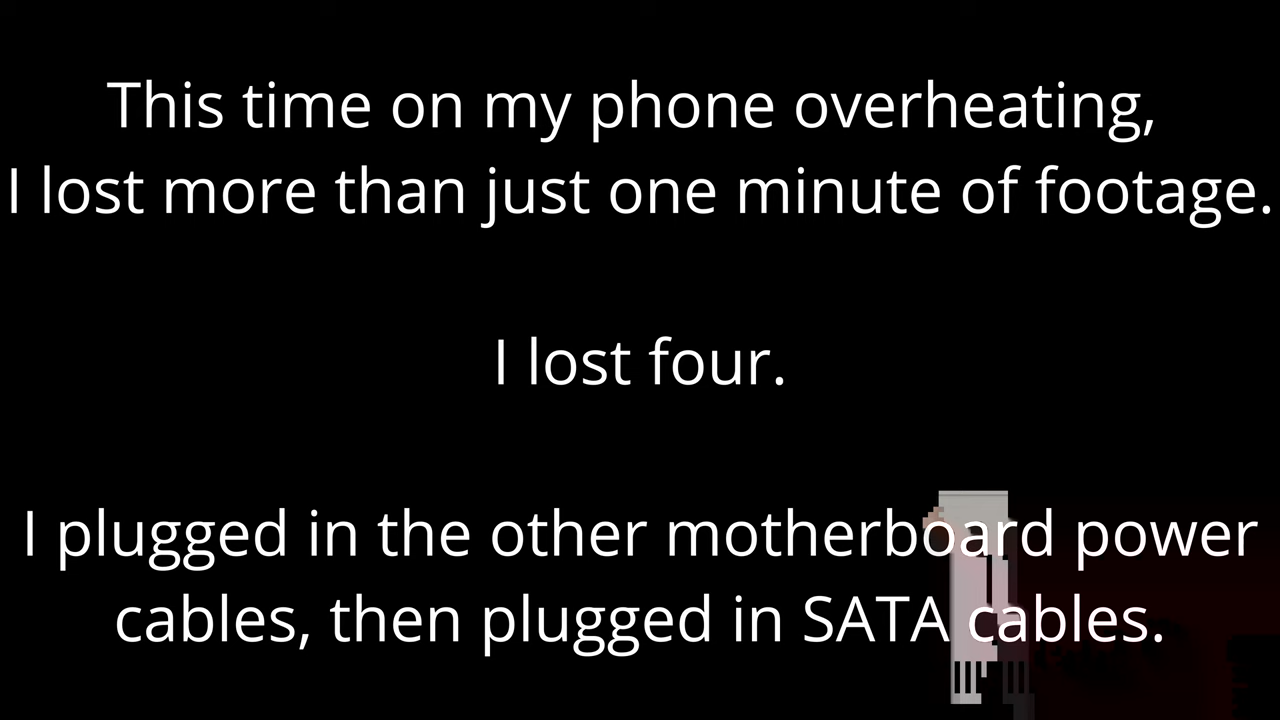 This time on my phone overheating,
I lost more than just one minute of footage.
I lost four.
I plugged in the other motherboard power
cables, then plugged in SATA cables.